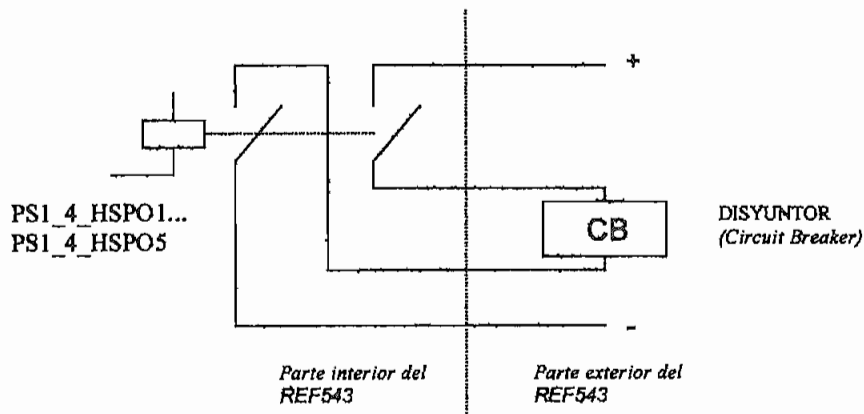 +
PS1_4_HSPO1...
PS1_4_HSPO5
CB
DISYUNTOR
(Circuit Breaker)
-
Parte interior del
REF543
Parte exterior del
REF543